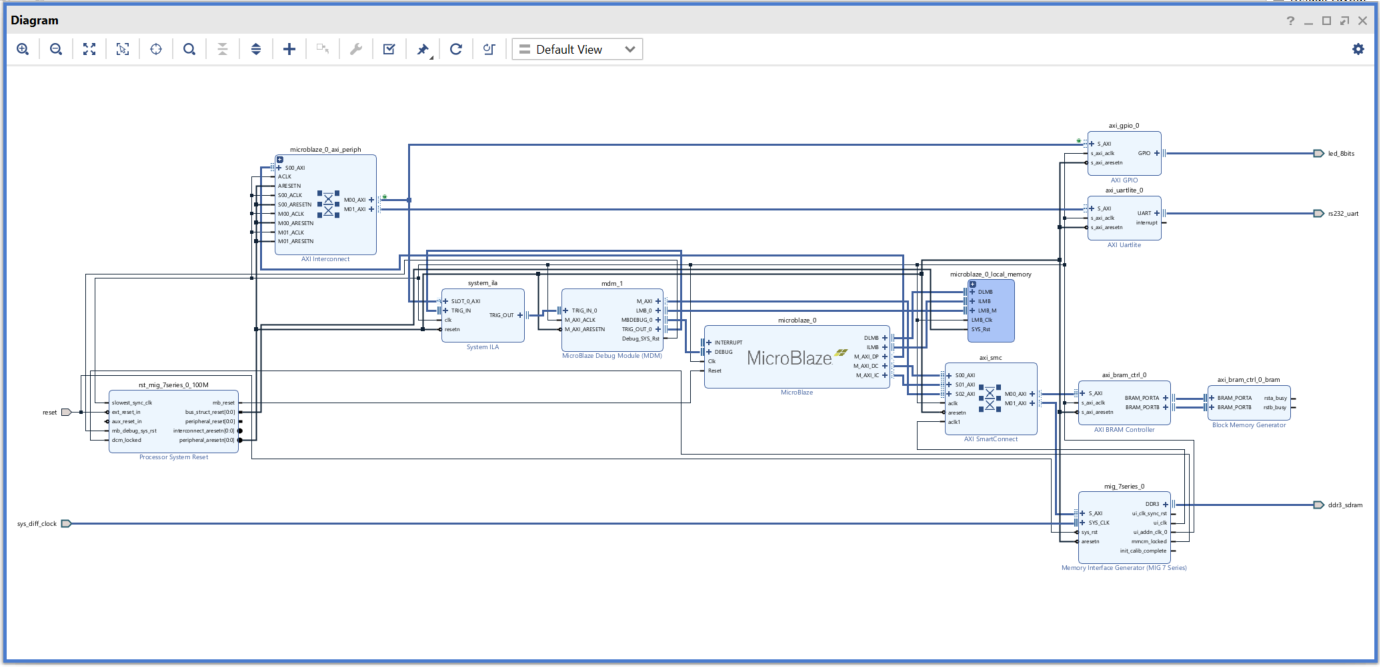 Diagram
Default View
microblaze_0_axi_periph
S00_AXI
ACLK
ARESETN
S00_ACLK
S00_ARESETN
M00_ACLK
M00_ARESETN
M01_ACLK
M01_ARESETN
M00_AXI
M01_AXI
AXI Interconnect
axi_gpio_0
S_AXI
s_axi_aclk
s_axi_aresetn
GPIO
AXI GPIO
led_8bits
axi_uartlite_0
S_AXI
s_axi_aclk
s_axi_aresetn
UART
interrupt
AXI Uartlite
rs232_uart
system_ila
SLOT_0_AXI
TRIG_IN
clk
resetn
TRIG_OUT
System ILA
mdm_1
TRIG_IN_0
M_AXI_ACLK
M_AXI_ARESETN
M_AXI
LMB_0
MBDEBUG_0
TRIG_OUT_0
Debug_SYS_Rst
MicroBlaze Debug Module (MDM)
microblaze_0
INTERRUPT
DEBUG
Clk
Reset
MicroBlaze
DLMB
ILMB
M_AXI_DP
M_AXI_DC
M_AXI_IC
MicroBlaze
microblaze_0_local_memory
DLMB
ILMB
LMB_M
LMB_Clk
SYS_Rst
axi_smc
S00_AXI
S01_AXI
S02_AXI
aclk
aresetn
aclk1
M00_AXI
M01_AXI
AXI SmartConnect
axi_bram_ctrl_0
S_AXI
s_axi_aclk
s_axi_aresetn
BRAM_PORTA
BRAM_PORTB
AXI BRAM Controller
axi_bram_ctrl_0_bram
BRAM_PORTA
BRAM_PORTB
rsta_busy
rstb_busy
Block Memory Generator
reset
rst_mig_7series_0_100M
slowest_sync_clk
ext_reset_in
aux_reset_in
mb_debug_sys_rst
dcm_locked
mb_reset
bus_struct_reset[0:0]
peripheral_reset[0:0]
interconnect_aresetn[0:0]
peripheral_aresetn[0:0]
Processor System Reset
sys_diff_clock
mig_7series_0
S_AXI
SYS_CLK
sys_rst
aresetn
DDR3
ui_clk_sync_rst
ui_clk
ui_addn_clk_0
mmcm_locked
init_calib_complete
Memory Interface Generator (MIG 7 Series)
ddr3_sdram